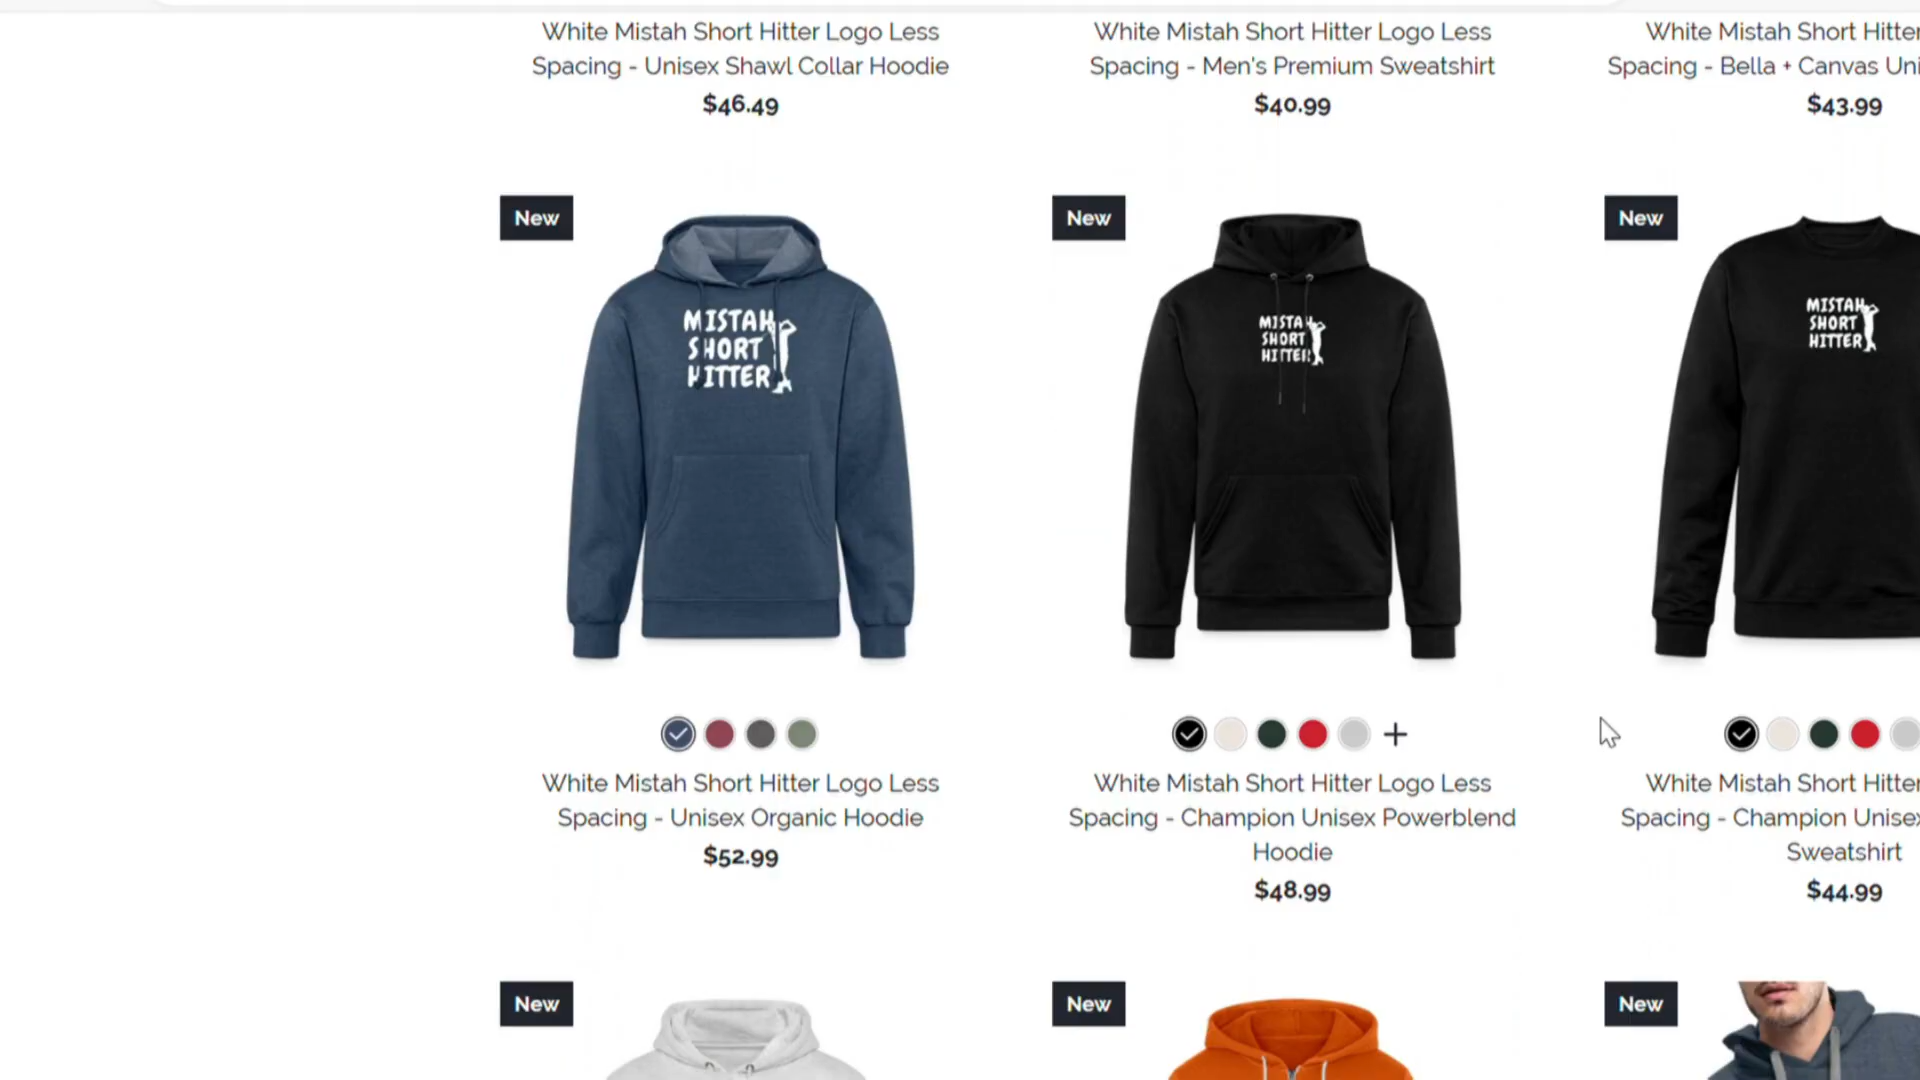 White Mistah Short Hitter Logo Less
Spacing - Unisex Shawl Collar Hoodie
$46.49
White Mistah Short Hitter Logo Less
Spacing - Men's Premium Sweatshirt
$40.99
White Mistah Short Hitter
Spacing - Bella + Canvas Uni
$43.99
New
MISTAH
SHORT
HITTER
New
MISTAH
SHORT
HITTER
New
MISTAH
SHORT
HITTER
White Mistah Short Hitter Logo Less
Spacing - Unisex Organic Hoodie
$52.99
White Mistah Short Hitter Logo Less
Spacing - Champion Unisex Powerblend
Hoodie
$48.99
White Mistah Short Hitter
Spacing - Champion Unisex
Sweatshirt
$44.99
New
New
New